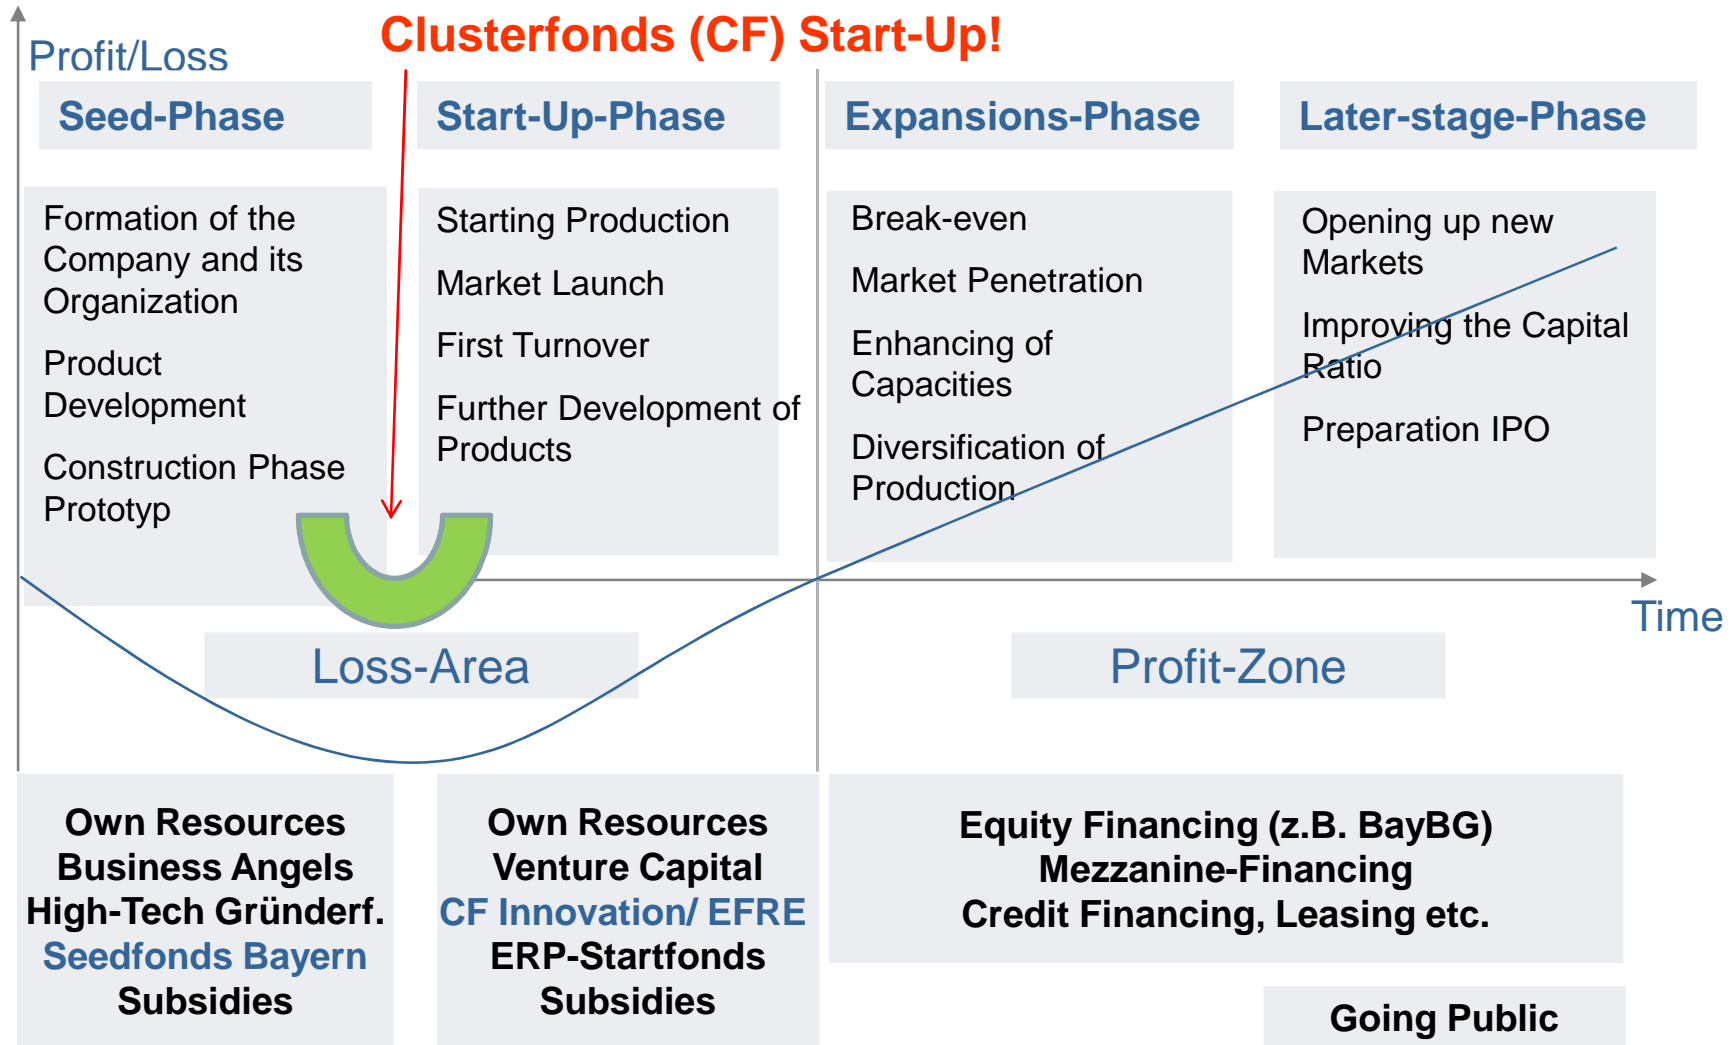 Clusterfonds (CF) Start-Up!
Profit/Loss
Seed-Phase
Start-Up-Phase
Expansions-Phase
Later-stage-Phase
Formation of the
Company and its
Organization
Product
Development
Construction Phase
Prototyp
Starting Production
Market Launch
First Turnover
Further Development of
Products
Break-even
Market Penetration
Enhancing of
Capacities
Diversification of
Production
Opening up new
Markets
Improving the Capital
Ratio
Preparation IPO
Time
Loss-Area
Profit-Zone
Own Resources
Business Angels
High-Tech Gründerf.
Seedfonds Bayern
Subsidies
Own Resources
Venture Capital
CF Innovation/ EFRE
ERP-Startfonds
Subsidies
Equity Financing (z.B. BayBG)
Mezzanine-Financing
Credit Financing, Leasing etc.
Going Public